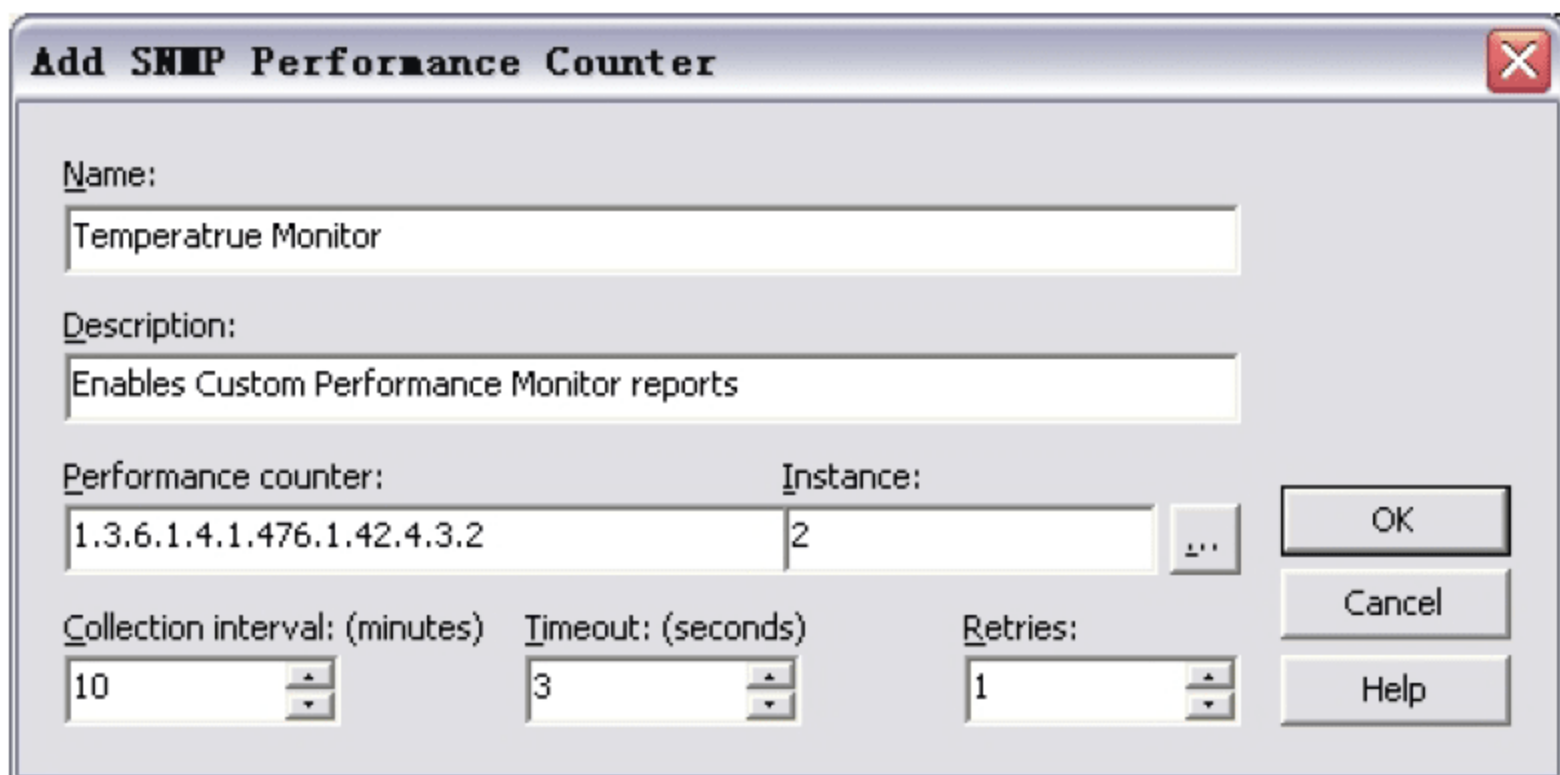 Add SNMP Performance Counter
Name:
Temperatrue Monitor
Description:
Enables Custom Performance Monitor reports
Performance counter: Instance:
1.3.6.1.4.1.476.1.42.4.3.2 2 ...
OK
Cancel
Collection interval: (minutes) Timeout: (seconds) Retries:
10 3 1
Help